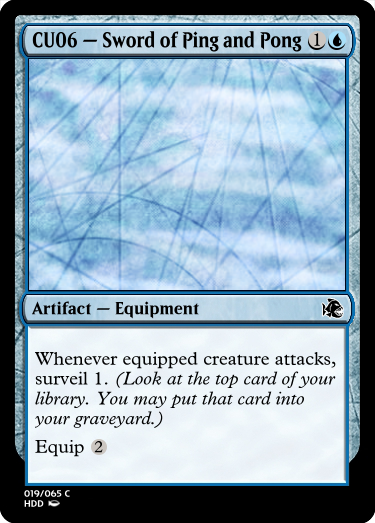 CU06 — Sword of Ping and Pong 1
Artifact — Equipment
Whenever equipped creature attacks,
surveil 1. (Look at the top card of your
library. You may put that card into
your graveyard.)
Equip 2
019/065 C
HDD